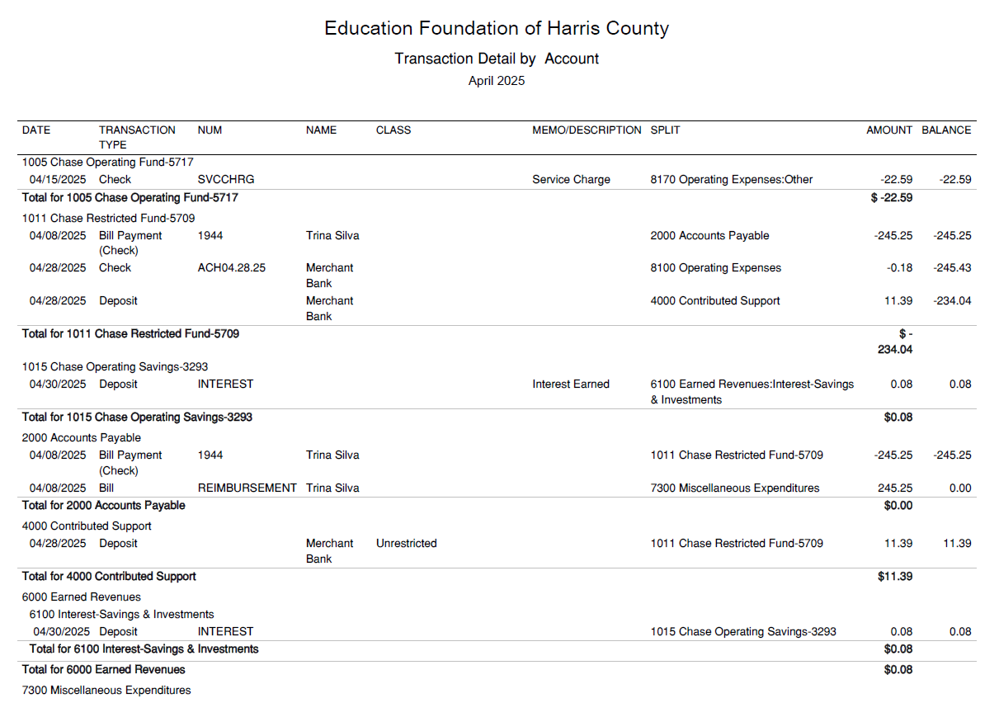 Education Foundation of Harris County
Transaction Detail by Account
April 2025
DATE TRANSACTION TYPE NUM NAME CLASS MEMO/DESCRIPTION SPLIT AMOUNT BALANCE
1005 Chase Operating Fund-5717
04/15/2025 Check SVCCHRG Service Charge 8170 Operating Expenses:Other -22.59 -22.59
Total for 1005 Chase Operating Fund-5717 $ -22.59
1011 Chase Restricted Fund-5709
04/08/2025 Bill Payment 1944 Trina Silva 2000 Accounts Payable -245.25 -245.25
(Check)
04/28/2025 Check ACH04.28.25 Merchant 8100 Operating Expenses -0.18 -245.43
Bank
04/28/2025 Deposit Merchant 4000 Contributed Support 11.39 -234.04
Bank
Total for 1011 Chase Restricted Fund-5709 $ -
234.04
1015 Chase Operating Savings-3293
04/30/2025 Deposit INTEREST Interest Earned 6100 Earned Revenues:Interest-Savings 0.08 0.08
& Investments
Total for 1015 Chase Operating Savings-3293 $0.08
2000 Accounts Payable
04/08/2025 Bill Payment 1944 Trina Silva 1011 Chase Restricted Fund-5709 -245.25 -245.25
(Check)
04/08/2025 Bill REIMBURSEMENT Trina Silva 7300 Miscellaneous Expenditures 245.25 0.00
Total for 2000 Accounts Payable $0.00
4000 Contributed Support
04/28/2025 Deposit Merchant Unrestricted 1011 Chase Restricted Fund-5709 11.39 11.39
Bank
Total for 4000 Contributed Support $11.39
6000 Earned Revenues
6100 Interest-Savings & Investments
04/30/2025 Deposit INTEREST 1015 Chase Operating Savings-3293 0.08 0.08
Total for 6100 Interest-Savings & Investments $0.08
Total for 6000 Earned Revenues $0.08
7300 Miscellaneous Expenditures